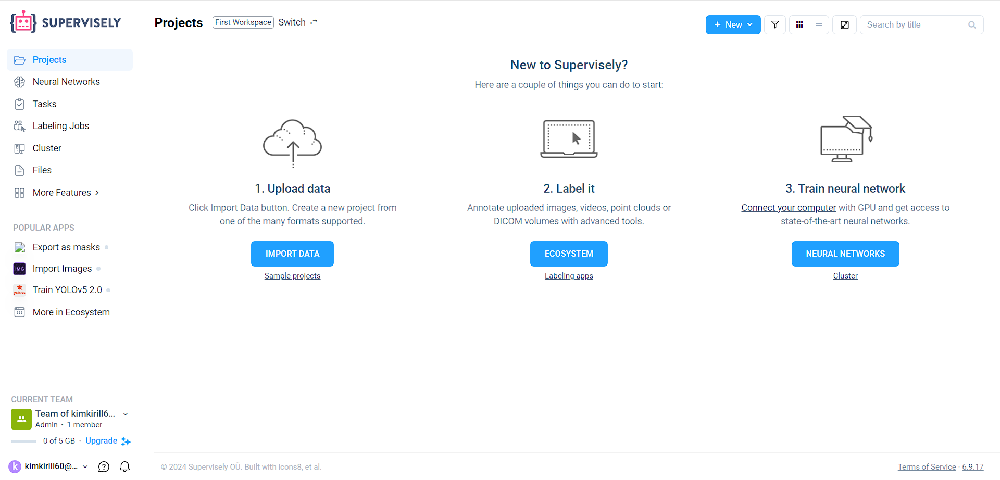 SUPERVISELY
Projects
Neural Networks
Tasks
Labeling Jobs
Cluster
Files
More Features
POPULAR APPS
Export as masks
IMG Import Images
yolo v5 Train YOLOv5 2.0
More in Ecosystem
CURRENT TEAM
Team of kimkirill6...
Admin • 1 member
0 of 5 GB • Upgrade
k kimkirill60@...
Projects First Workspace Switch
+ New
Search by title
New to Supervisely?
Here are a couple of things you can do to start:
1. Upload data
Click Import Data button. Create a new project from
one of the many formats supported.
IMPORT DATA
Sample projects
2. Label it
Annotate uploaded images, videos, point clouds or
DICOM volumes with advanced tools.
ECOSYSTEM
Labeling apps
3. Train neural network
Connect your computer with GPU and get access to
state-of-the-art neural networks.
NEURAL NETWORKS
Cluster
© 2024 Supervisely OÜ. Built with icons8, et al.
Terms of Service · 6.9.17